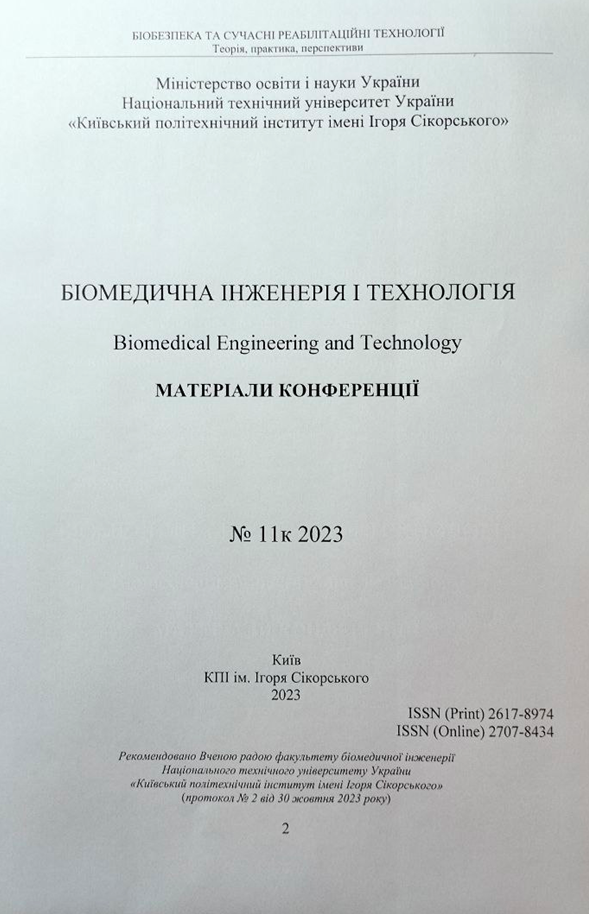 БІОБЕЗПЕКА ТА СУЧАСНІ РЕАБІЛІТАЦІЙНІ ТЕХНОЛОГІЇ
Теорія, практика, перспективи
Міністерство освіти і науки України
Національний технічний університет України
«Київський політехнічний інститут імені Ігоря Сікорського»
БІОМЕДИЧНА ІНЖЕНЕРІЯ І ТЕХНОЛОГІЯ
Biomedical Engineering and Technology
МАТЕРІАЛИ КОНФЕРЕНЦІЇ
№ 11к 2023
Київ
КПІ ім. Ігоря Сікорського
2023
ISSN (Print) 2617-8974
ISSN (Online) 2707-8434
Рекомендовано Вченою радою факультету біомедичної інженерії
Національного технічного університету України
«Київський політехнічний інститут імені Ігоря Сікорського»
(протокол № 2 від 30 жовтня 2023 року)
2